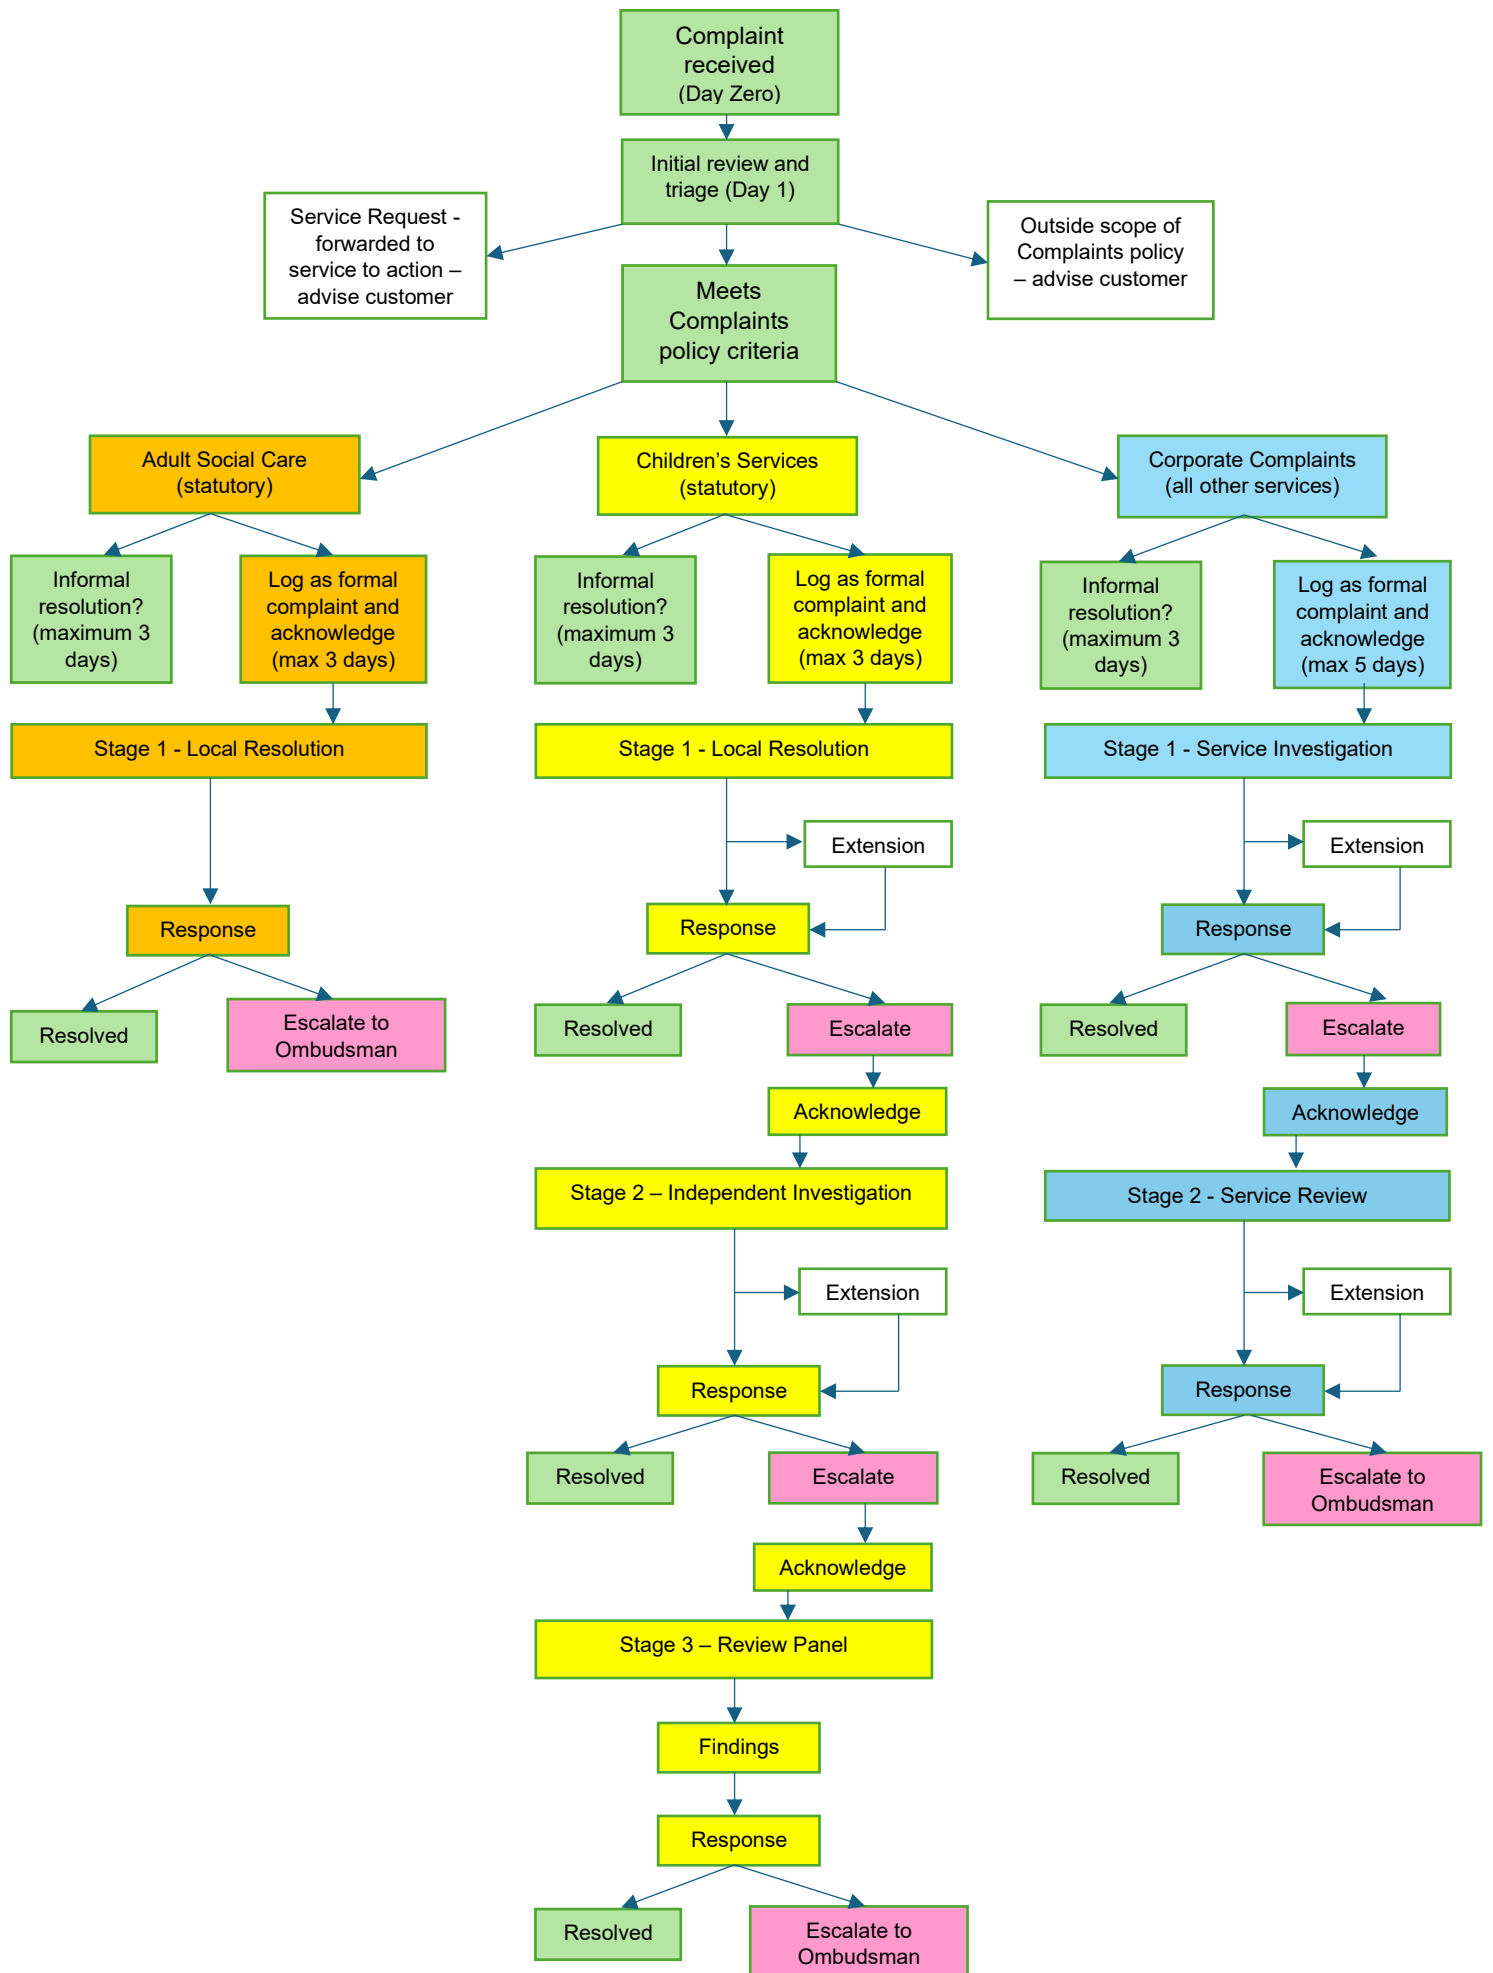 Complaint
received
(Day Zero)
Initial review and
triage (Day 1)
Service Request -
forwarded to
service to action –
advise customer
Outside scope of
Complaints policy
– advise customer
Meets
Complaints
policy criteria
Adult Social Care
(statutory)
Children’s Services
(statutory)
Corporate Complaints
(all other services)
Informal
resolution?
(maximum 3
days)
Log as formal
complaint and
acknowledge
(max 3 days)
Informal
resolution?
(maximum 3
days)
Log as formal
complaint and
acknowledge
(max 3 days)
Informal
resolution?
(maximum 3
days)
Log as formal
complaint and
acknowledge
(max 5 days)
Stage 1 - Local Resolution
Stage 1 - Local Resolution
Stage 1 - Service Investigation
Extension
Extension
Response
Response
Response
Resolved
Escalate to
Ombudsman
Resolved
Escalate
Resolved
Escalate
Acknowledge
Acknowledge
Stage 2 – Independent Investigation
Stage 2 - Service Review
Extension
Extension
Response
Response
Resolved
Escalate
Resolved
Escalate to
Ombudsman
Acknowledge
Stage 3 – Review Panel
Findings
Response
Resolved
Escalate to
Ombudsman